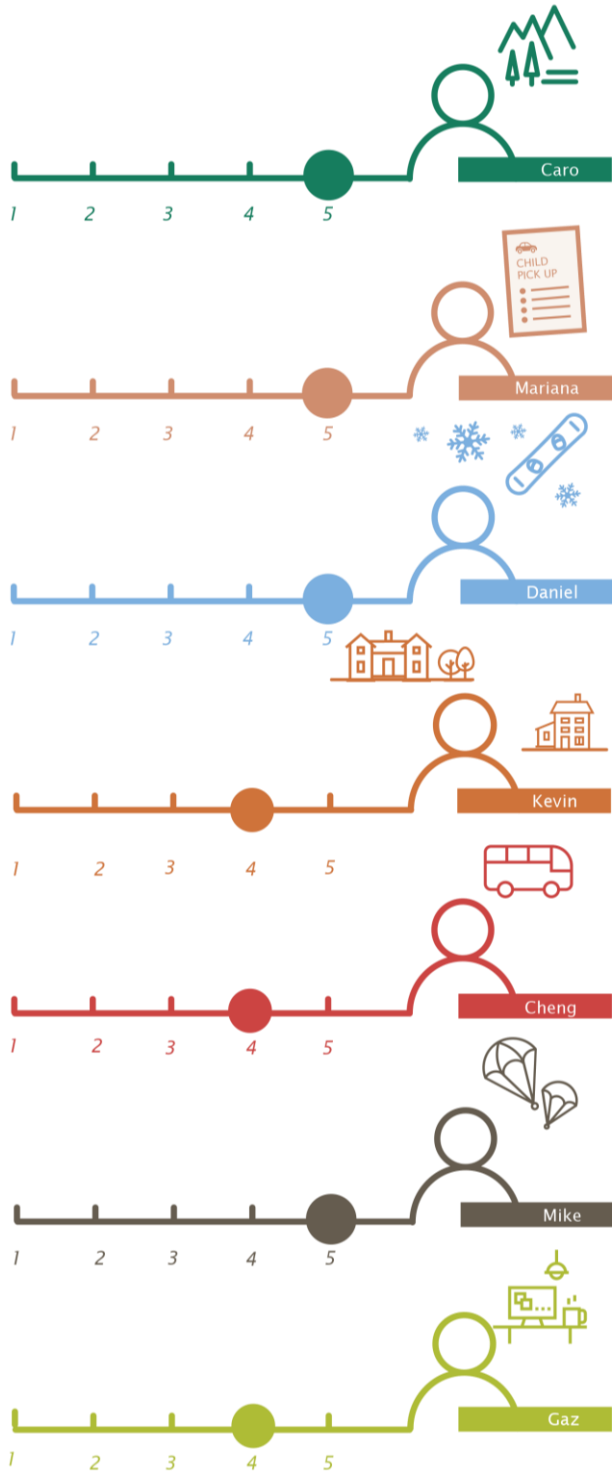 Caro
1 2 3 4 5
CHILD
PICK UP
Mariana
1 2 3 4 5
Daniel
1 2 3 4 5
Kevin
1 2 3 4 5
Cheng
1 2 3 4 5
Mike
1 2 3 4 5
Gaz
1 2 3 4 5